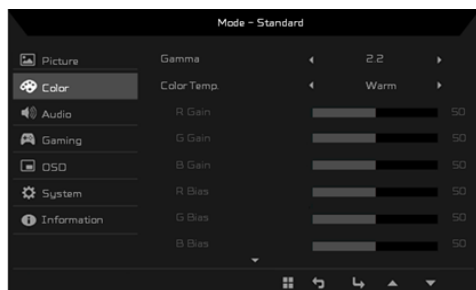 Mode - Standard
Picture
Gamma 2.2
Color
Color Temp. Warm
R Gain 50
Audio
G Gain 50
Gaming
B Gain 50
OSD
R Bias 50
System
G Bias 50
Information
B Bias 50